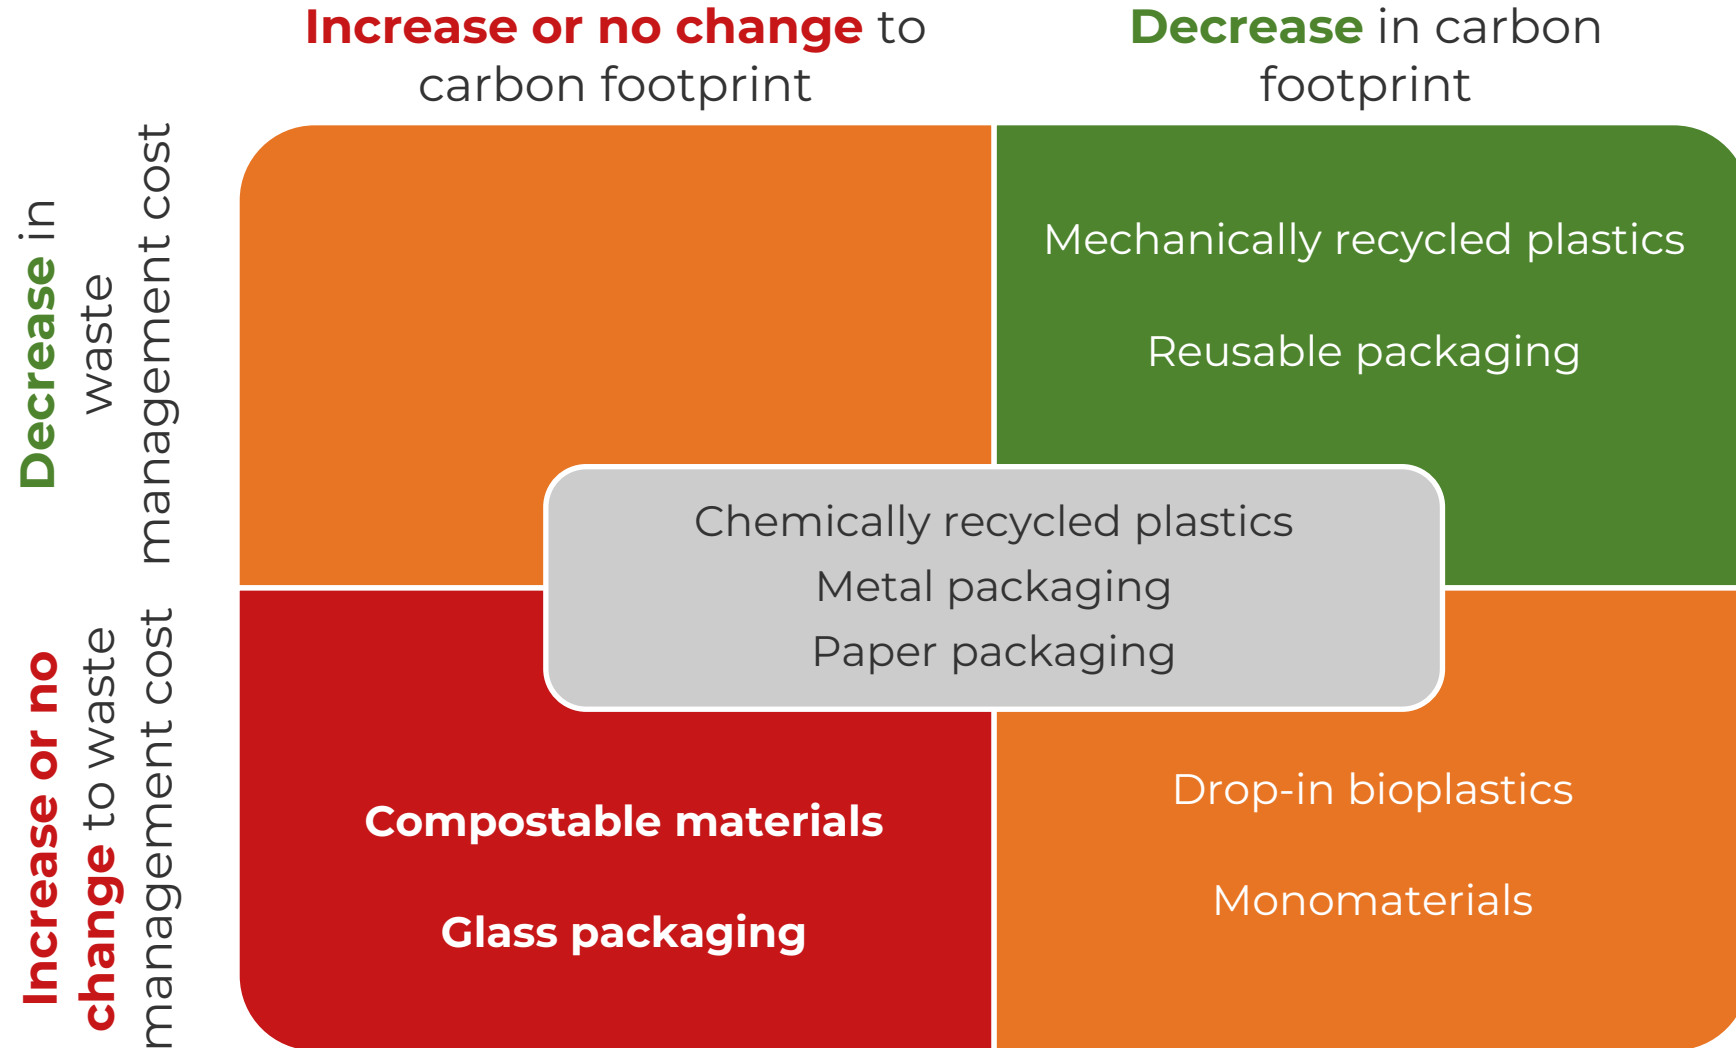 Increase or no change to
carbon footprint
Decrease in carbon
footprint
Decrease in
waste
management cost
Mechanically recycled plastics
Reusable packaging
Chemically recycled plastics
Metal packaging
Paper packaging
Increase or no
change to waste
management cost
Compostable materials
Glass packaging
Drop-in bioplastics
Monomaterials